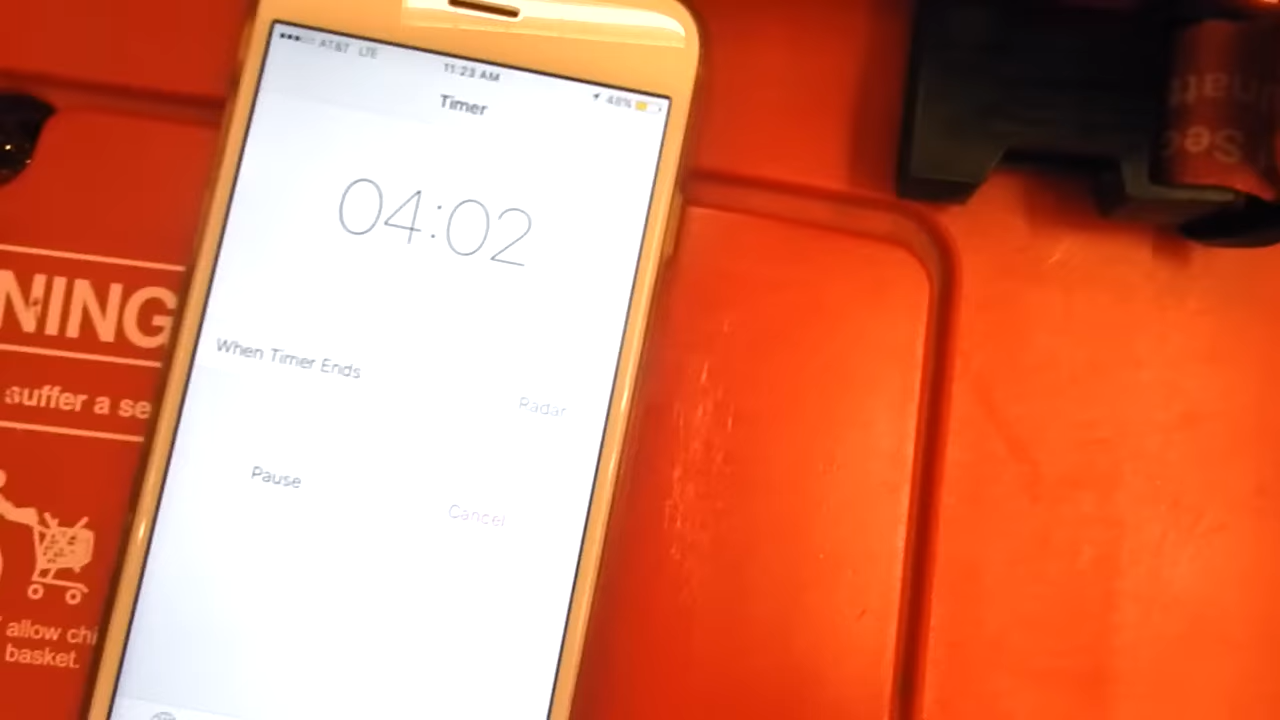 AT&T LTE
11:23 AM
48%
Timer
04:02
When Timer Ends
Radar
Pause
Cancel
NING
suffer a se
allow chi
basket.
Sec